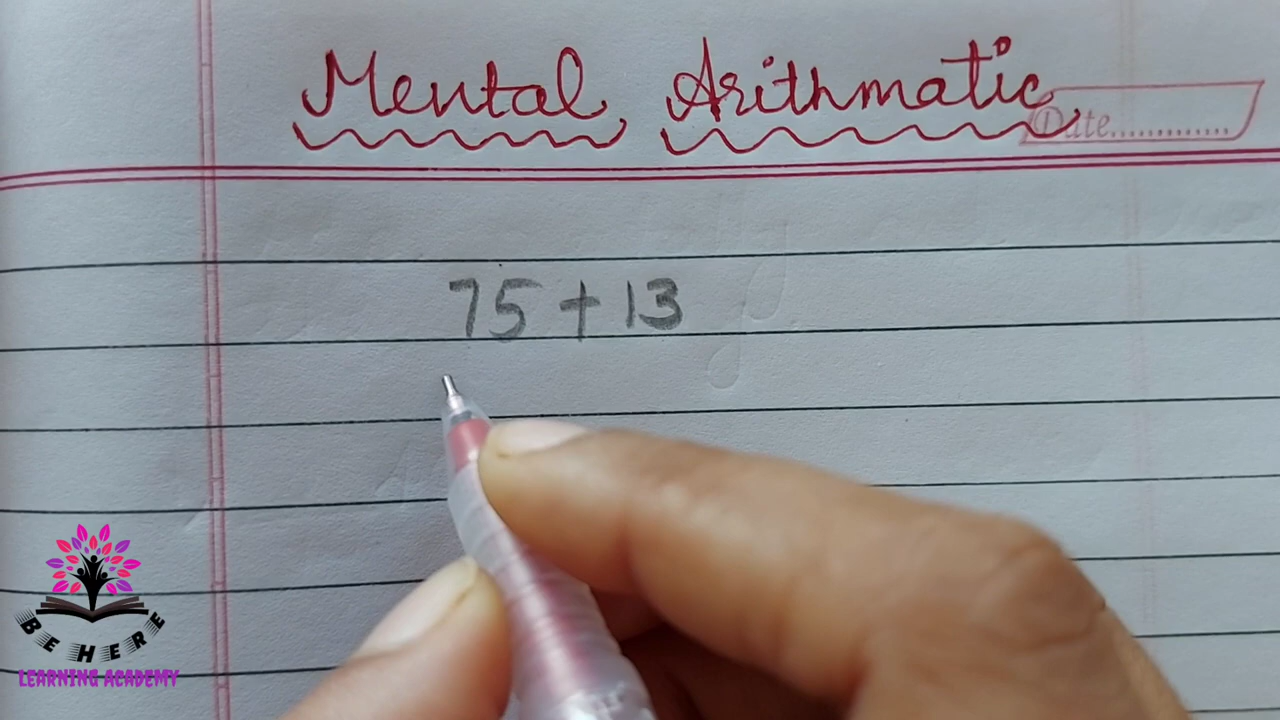 Mental Arithmatic
Date..............
75 + 13
BE HERE
LEARNING ACADEMY